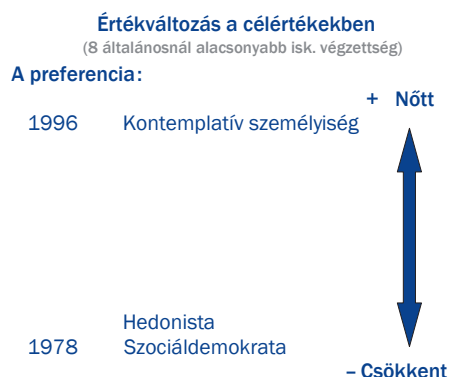 Értékváltozás a célértékekben
(8 általánosnál alacsonyabb isk. végzettség)
A preferencia:
+ Nőtt
1996 Kontemplatív személyiség
Hedonista
1978 Szociáldemokrata
– Csökkent